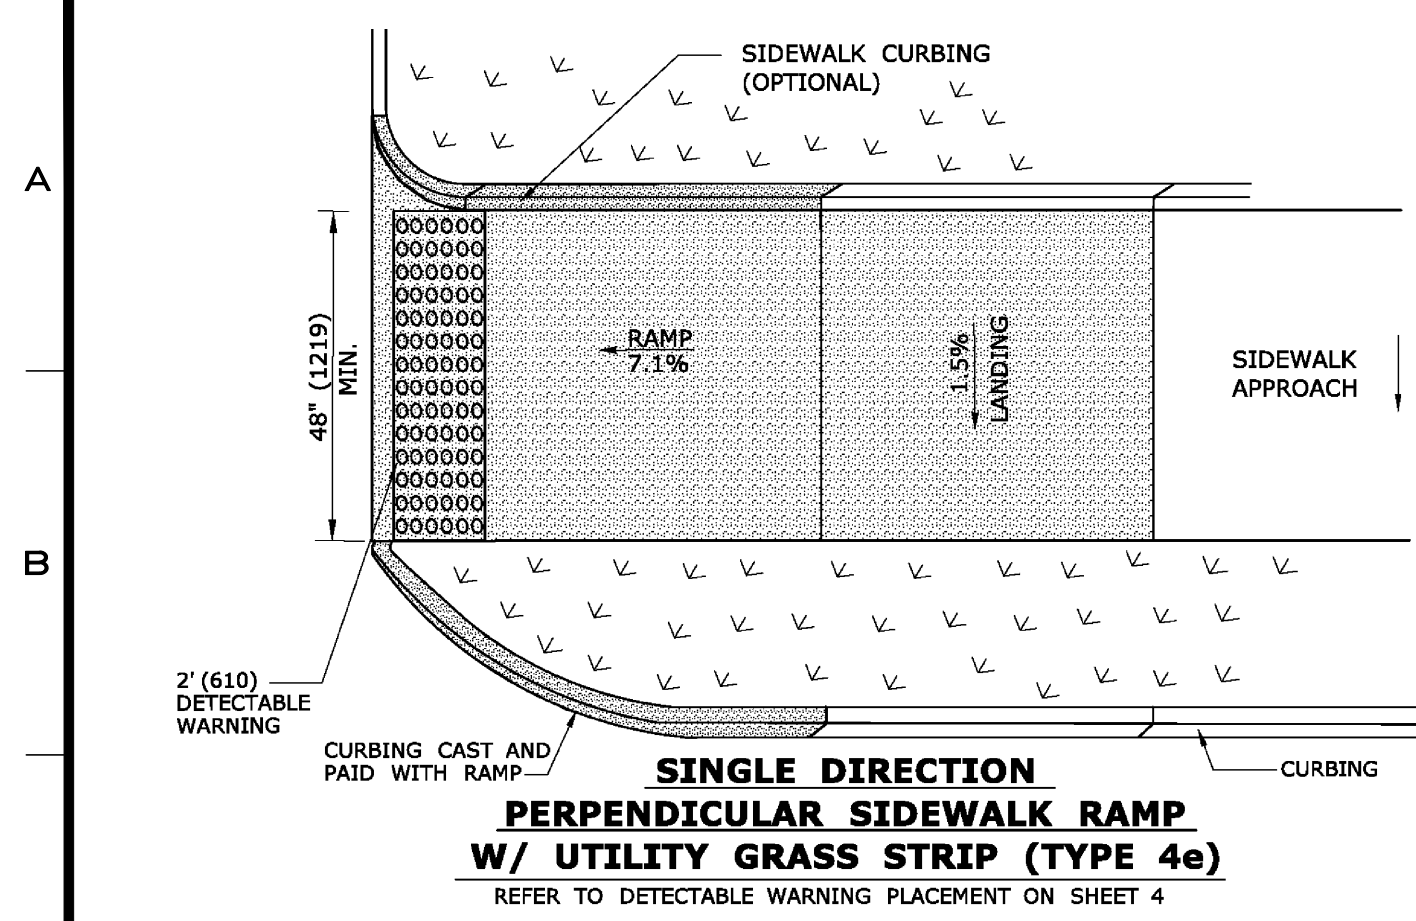 SIDEWALK CURBING
(OPTIONAL)
A
48" (1219)
MIN.
RAMP
7.1%
1.5%
LANDING
SIDEWALK
APPROACH
B
2' (610)
DETECTABLE
WARNING
CURBING CAST AND
PAID WITH RAMP
CURBING
SINGLE DIRECTION
PERPENDICULAR SIDEWALK RAMP
W/ UTILITY GRASS STRIP (TYPE 4e)
REFER TO DETECTABLE WARNING PLACEMENT ON SHEET 4